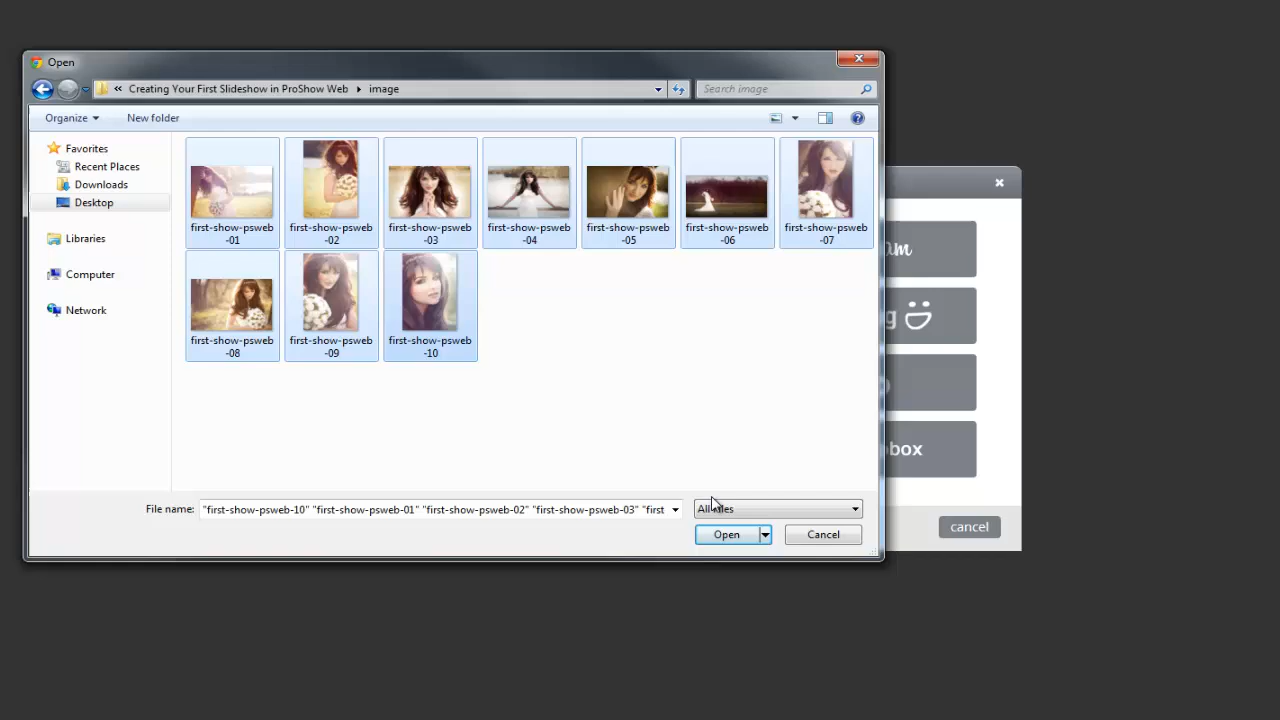 Open
« Creating Your First Slideshow in ProShow Web ▸ image
Search image
Organize
New folder
Favorites
Recent Places
Downloads
Desktop
Libraries
Computer
Network
first-show-psweb-01
first-show-psweb-02
first-show-psweb-03
first-show-psweb-04
first-show-psweb-05
first-show-psweb-06
first-show-psweb-07
first-show-psweb-08
first-show-psweb-09
first-show-psweb-10
am
g
box
File name:
"first-show-psweb-10" "first-show-psweb-01" "first-show-psweb-02" "first-show-psweb-03" "first
All Files
Open
Cancel
cancel